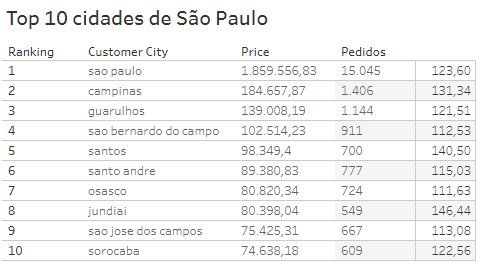 Top 10 cidades de São Paulo
Ranking Customer City Price Pedidos
1 sao paulo 1.859.556,83 15.045 123,60
2 campinas 184.657,87 1.406 131,34
3 guarulhos 139.008,19 1.144 121,51
4 sao bernardo do campo 102.514,23 911 112,53
5 santos 98.349,4 700 140,50
6 santo andre 89.380,83 777 115,03
7 osasco 80.820,34 724 111,63
8 jundiai 80.398,04 549 146,44
9 sao jose dos campos 75.425,31 667 113,08
10 sorocaba 74.638,18 609 122,56